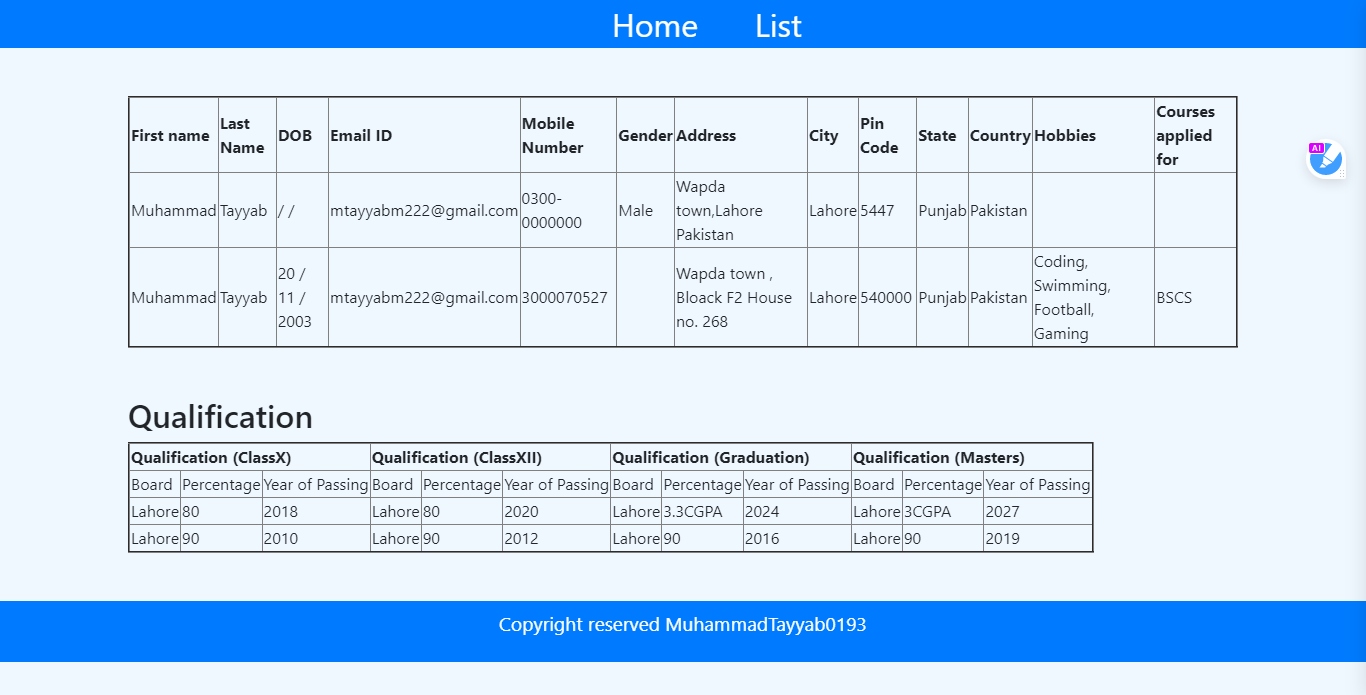 Home List
First name Last Name DOB Email ID Mobile Number Gender Address City Pin Code State Country Hobbies Courses applied for
Muhammad Tayyab / / mtayyabm222@gmail.com 0300-0000000 Male Wapda town,Lahore Pakistan Lahore 5447 Punjab Pakistan
Muhammad Tayyab 20 / 11 / 2003 mtayyabm222@gmail.com 3000070527 Wapda town , Bloack F2 House no. 268 Lahore 540000 Punjab Pakistan Coding, Swimming, Football, Gaming BSCS
AI
Qualification
Qualification (ClassX) Qualification (ClassXII) Qualification (Graduation) Qualification (Masters)
Board Percentage Year of Passing Board Percentage Year of Passing Board Percentage Year of Passing Board Percentage Year of Passing
Lahore 80 2018 Lahore 80 2020 Lahore 3.3CGPA 2024 Lahore 3CGPA 2027
Lahore 90 2010 Lahore 90 2012 Lahore 90 2016 Lahore 90 2019
Copyright reserved MuhammadTayyab0193